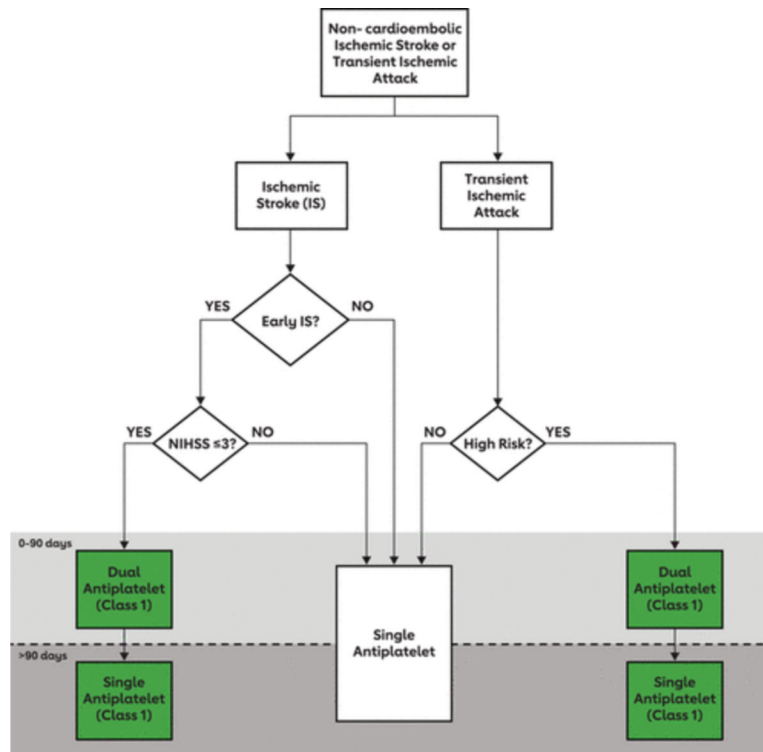 Non- cardioembolic
Ischemic Stroke or
Transient Ischemic
Attack
Ischemic
Stroke (IS)
Transient
Ischemic
Attack
YES
Early IS?
NO
YES
NIHSS ≤3?
NO
NO
High Risk?
YES
0-90 days
Dual
Antiplatelet
(Class 1)
Single
Antiplatelet
Dual
Antiplatelet
(Class 1)
>90 days
Single
Antiplatelet
(Class 1)
Single
Antiplatelet
(Class 1)